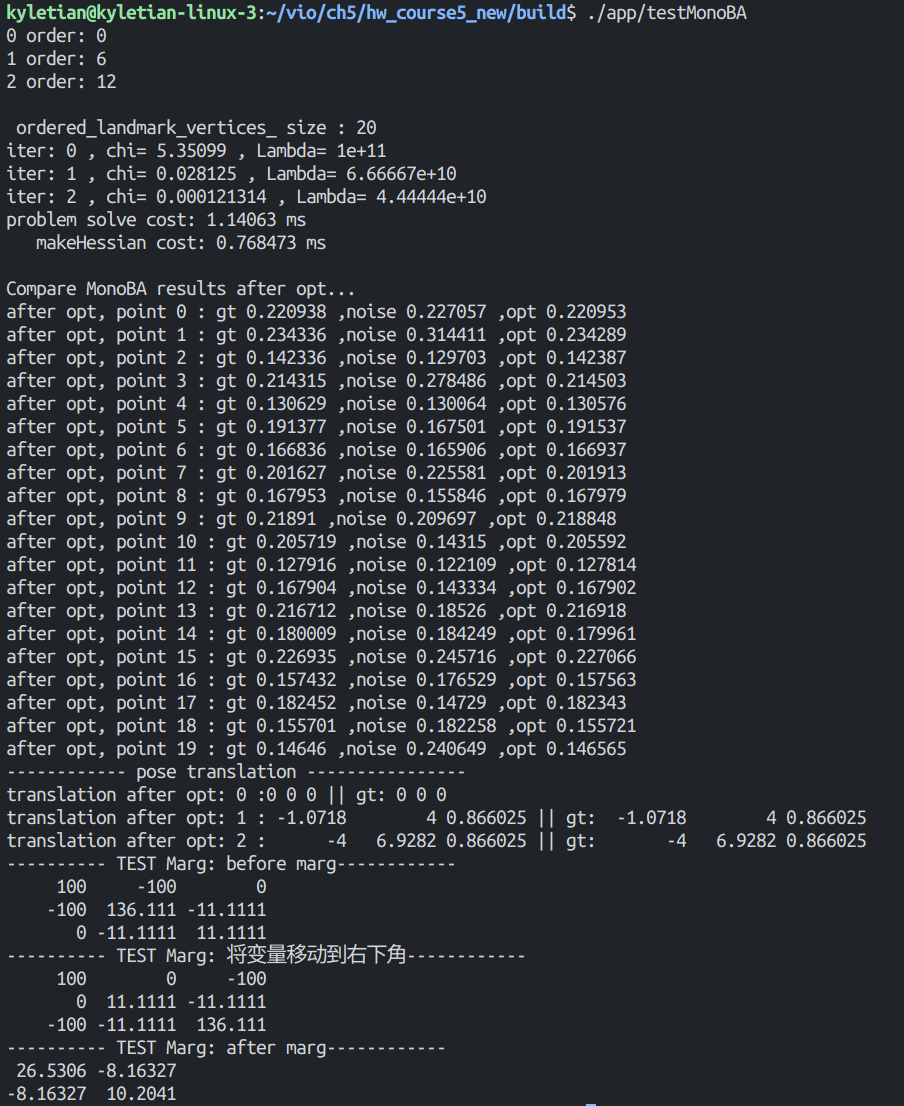 kyletian@kyletian-linux-3:~/vio/ch5/hw_course5_new/build$ ./app/testMonoBA
0 order: 0
1 order: 6
2 order: 12
ordered_landmark_vertices_ size : 20
iter: 0 , chi= 5.35099 , Lambda= 1e+11
iter: 1 , chi= 0.028125 , Lambda= 6.66667e+10
iter: 2 , chi= 0.000121314 , Lambda= 4.44444e+10
problem solve cost: 1.14063 ms
makeHessian cost: 0.768473 ms
Compare MonoBA results after opt...
after opt, point 0 : gt 0.220938 ,noise 0.227057 ,opt 0.220953
after opt, point 1 : gt 0.234336 ,noise 0.314411 ,opt 0.234289
after opt, point 2 : gt 0.142336 ,noise 0.129703 ,opt 0.142387
after opt, point 3 : gt 0.214315 ,noise 0.278486 ,opt 0.214503
after opt, point 4 : gt 0.130629 ,noise 0.130064 ,opt 0.130576
after opt, point 5 : gt 0.191377 ,noise 0.167501 ,opt 0.191537
after opt, point 6 : gt 0.166836 ,noise 0.165906 ,opt 0.166937
after opt, point 7 : gt 0.201627 ,noise 0.225581 ,opt 0.201913
after opt, point 8 : gt 0.167953 ,noise 0.155846 ,opt 0.167979
after opt, point 9 : gt 0.21891 ,noise 0.209697 ,opt 0.218848
after opt, point 10 : gt 0.205719 ,noise 0.14315 ,opt 0.205592
after opt, point 11 : gt 0.127916 ,noise 0.122109 ,opt 0.127814
after opt, point 12 : gt 0.167904 ,noise 0.143334 ,opt 0.167902
after opt, point 13 : gt 0.216712 ,noise 0.18526 ,opt 0.216918
after opt, point 14 : gt 0.180009 ,noise 0.184249 ,opt 0.179961
after opt, point 15 : gt 0.226935 ,noise 0.245716 ,opt 0.227066
after opt, point 16 : gt 0.157432 ,noise 0.176529 ,opt 0.157563
after opt, point 17 : gt 0.182452 ,noise 0.14729 ,opt 0.182343
after opt, point 18 : gt 0.155701 ,noise 0.182258 ,opt 0.155721
after opt, point 19 : gt 0.14646 ,noise 0.240649 ,opt 0.146565
------------ pose translation ----------------
translation after opt: 0 :0 0 0 || gt: 0 0 0
translation after opt: 1 : -1.0718        4 0.866025 || gt:  -1.0718        4 0.866025
translation after opt: 2 :      -4   6.9282 0.866025 || gt:       -4   6.9282 0.866025
---------- TEST Marg: before marg------------
100     -100        0
-100  136.111 -11.1111
0 -11.1111  11.1111
---------- TEST Marg: 将变量移动到右下角------------
100        0     -100
0  11.1111 -11.1111
-100 -11.1111  136.111
---------- TEST Marg: after marg------------
26.5306 -8.16327
-8.16327  10.2041